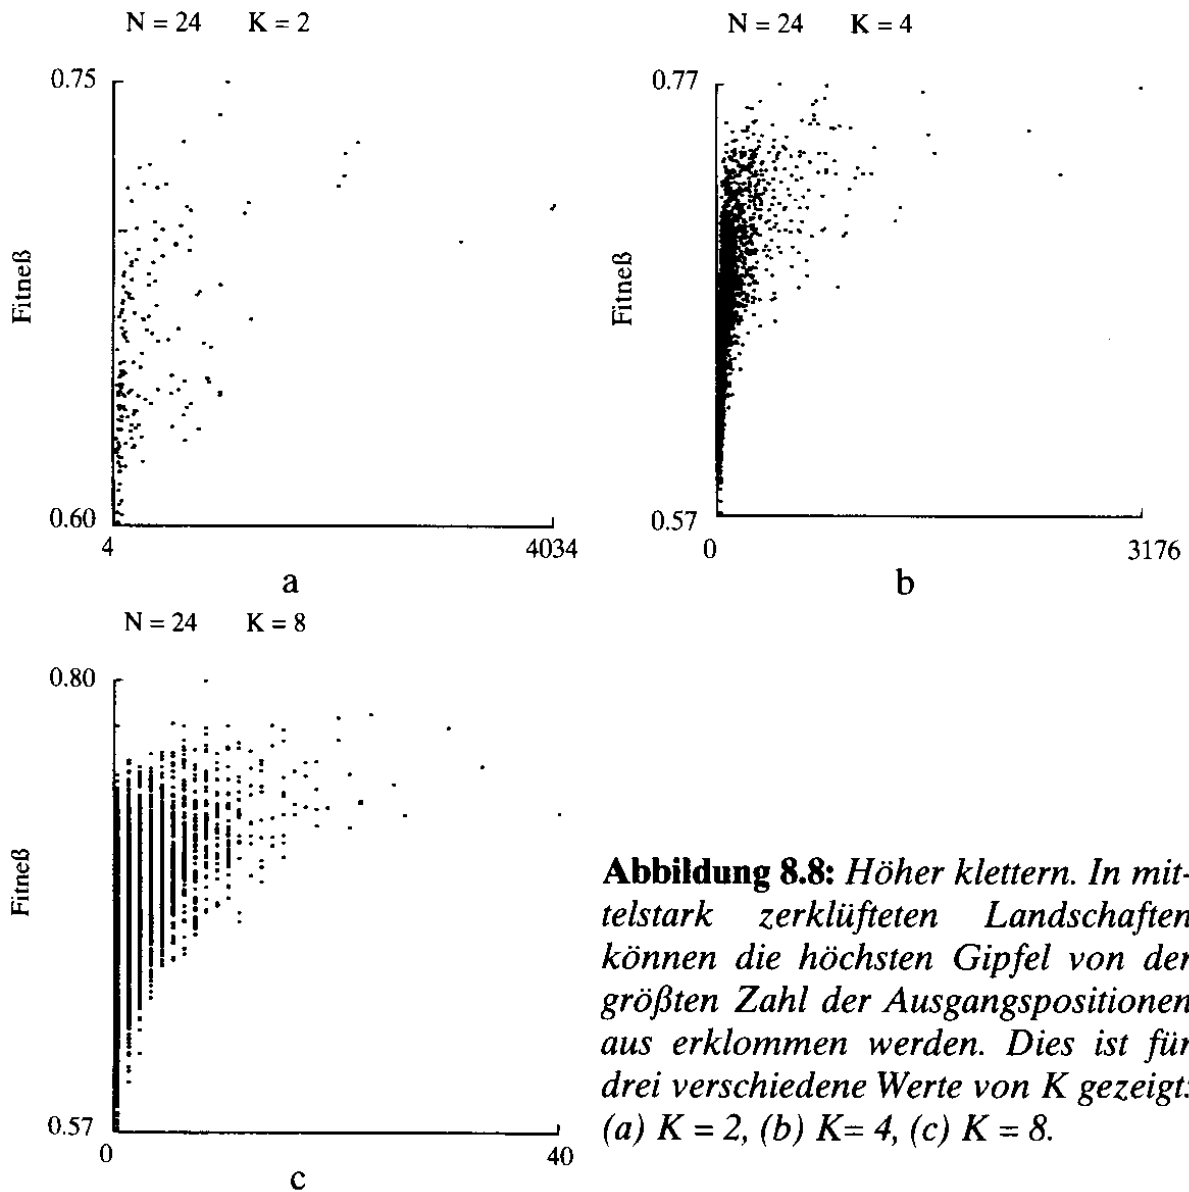 N = 24 K = 2
0.75
Fitneß
0.60
4
4034
a
N = 24 K = 4
0.77
Fitneß
0.57
0
3176
b
N = 24 K = 8
0.80
Fitneß
0.57
0
40
c
Abbildung 8.8: Höher klettern. In mit-
telstark zerklüfteten Landschaften
können die höchsten Gipfel von der
größten Zahl der Ausgangspositionen
aus erklommen werden. Dies ist für
drei verschiedene Werte von K gezeigt:
(a) K = 2, (b) K= 4, (c) K = 8.